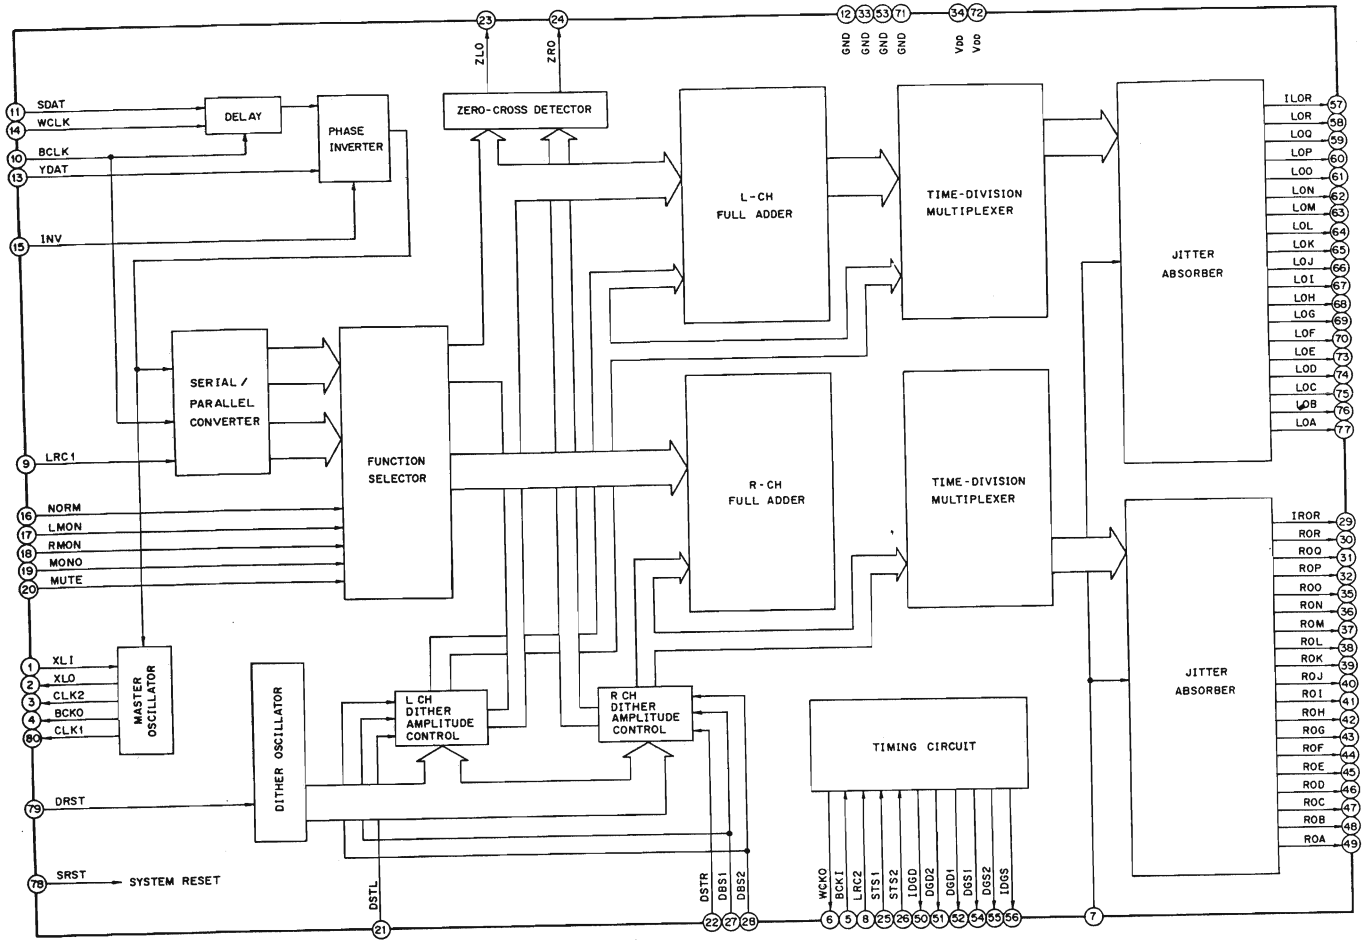 23 24 12 33 53 71 34 72
ZLO
ZRO
GND
GND
GND
GND
VDD
VDD
11 SDAT
14 WCLK
10 BCLK
13 YDAT
15 INV
DELAY
PHASE
INVERTER
ZERO-CROSS DETECTOR
L-CH
FULL ADDER
TIME-DIVISION
MULTIPLEXER
JITTER
ABSORBER
ILOR 57
LOR 58
LOQ 59
LOP 60
LOO 61
LON 62
LOM 63
LOL 64
LOK 65
LOJ 66
LOI 67
LOH 68
LOG 69
LOF 70
LOE 73
LOD 74
LOC 75
LOB 76
LOA 77
SERIAL/
PARALLEL
CONVERTER
FUNCTION
SELECTOR
R-CH
FULL ADDER
TIME-DIVISION
MULTIPLEXER
9 LRC1
16 NORM
17 LMON
18 RMON
19 MONO
20 MUTE
1 XLI
2 XLO
3 CLK2
4 BCKO
80 CLK1
MASTER
OSCILLATOR
DITHER OSCILLATOR
L CH
DITHER
AMPLITUDE
CONTROL
R CH
DITHER
AMPLITUDE
CONTROL
TIMING CIRCUIT
JITTER
ABSORBER
IROR 29
ROR 30
ROQ 31
ROP 32
ROO 35
RON 36
ROM 37
ROL 38
ROK 39
ROJ 40
ROI 41
ROH 42
ROG 43
ROF 44
ROE 45
ROD 46
ROC 47
ROB 48
ROA 49
79 DRST
78 SRST SYSTEM RESET
DSTL
DSTR
DBS1
DBS2
WCKO
BCKI
LRC2
STS1
STS2
IDGD
DGD2
DGD1
DGS1
DGS2
IDGS
21 22 27 28 6 5 8 25 26 50 51 52 54 55 56 7